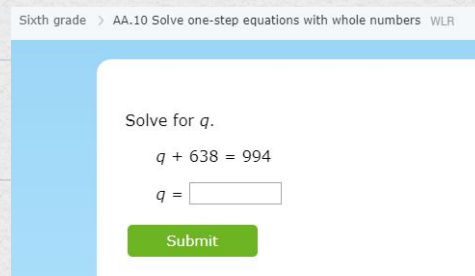 Sixth grade > AA.10 Solve one-step equations with whole numbers WLR
Solve for q.
q + 638 = 994
q =
Submit